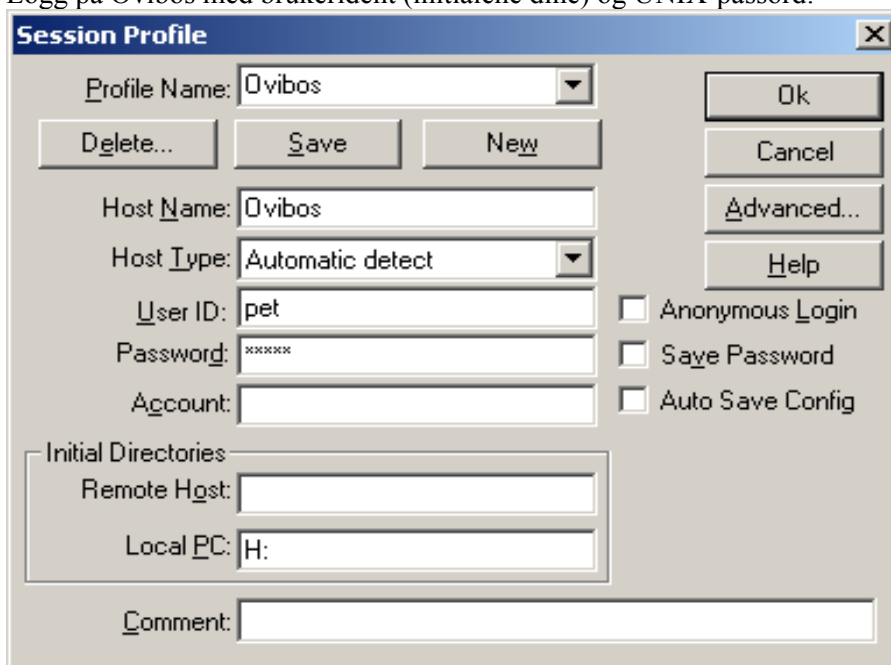 Logg på Ovibos med brukerident (initialene dine) og UNIX-passord.
Session Profile
Profile Name: Ovibos
Ok
Delete... Save New
Cancel
Host Name: Ovibos
Advanced...
Host Type: Automatic detect
Help
User ID: pet
Anonymous Login
Password: *****
Save Password
Account:
Auto Save Config
Initial Directories
Remote Host:
Local PC: H:
Comment: